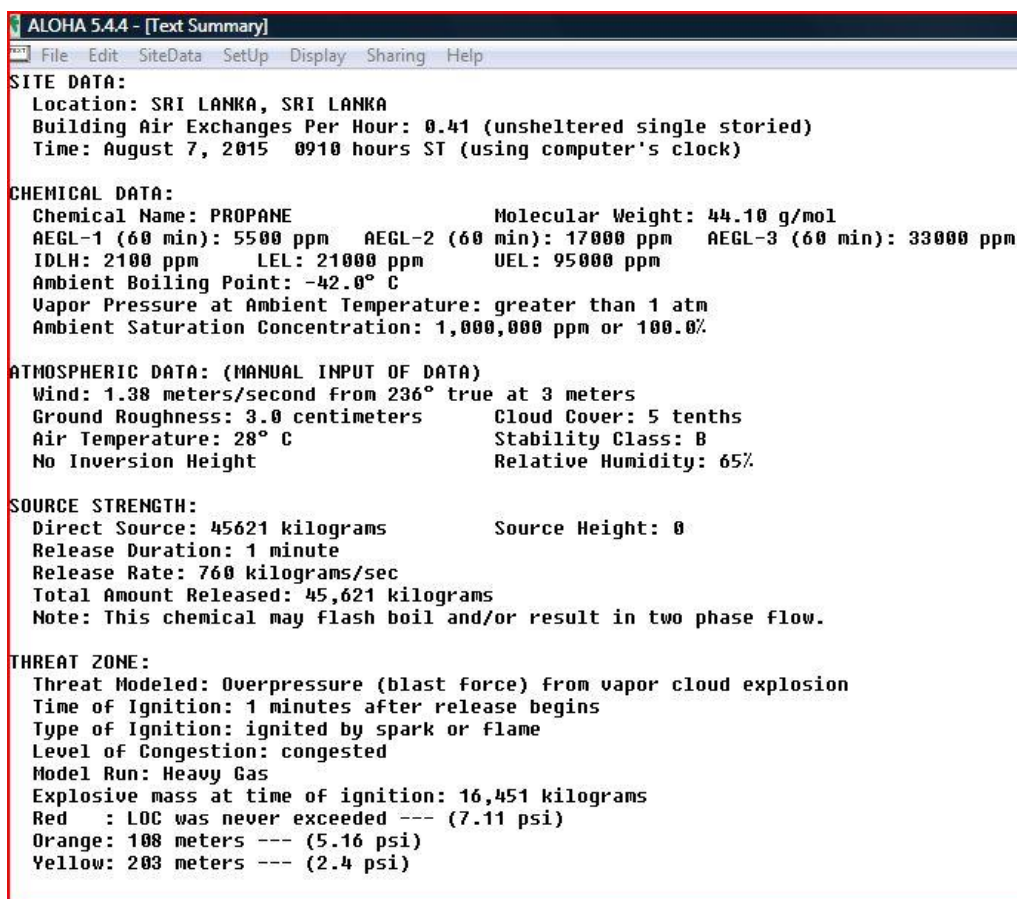 ALOHA 5.4.4 - [Text Summary]
File Edit SiteData SetUp Display Sharing Help
SITE DATA:
Location: SRI LANKA, SRI LANKA
Building Air Exchanges Per Hour: 0.41 (unsheltered single storied)
Time: August 7, 2015 0910 hours ST (using computer's clock)
CHEMICAL DATA:
Chemical Name: PROPANE Molecular Weight: 44.10 g/mol
AEGL-1 (60 min): 5500 ppm AEGL-2 (60 min): 17000 ppm AEGL-3 (60 min): 33000 ppm
IDLH: 2100 ppm LEL: 21000 ppm UEL: 95000 ppm
Ambient Boiling Point: -42.0° C
Vapor Pressure at Ambient Temperature: greater than 1 atm
Ambient Saturation Concentration: 1,000,000 ppm or 100.0%
ATMOSPHERIC DATA: (MANUAL INPUT OF DATA)
Wind: 1.38 meters/second from 236° true at 3 meters
Ground Roughness: 3.0 centimeters Cloud Cover: 5 tenths
Air Temperature: 28° C Stability Class: B
No Inversion Height Relative Humidity: 65%
SOURCE STRENGTH:
Direct Source: 45621 kilograms Source Height: 0
Release Duration: 1 minute
Release Rate: 760 kilograms/sec
Total Amount Released: 45,621 kilograms
Note: This chemical may flash boil and/or result in two phase flow.
THREAT ZONE:
Threat Modeled: Overpressure (blast force) from vapor cloud explosion
Time of Ignition: 1 minutes after release begins
Type of Ignition: ignited by spark or flame
Level of Congestion: congested
Model Run: Heavy Gas
Explosive mass at time of ignition: 16,451 kilograms
Red : LOC was never exceeded --- (7.11 psi)
Orange: 108 meters --- (5.16 psi)
Yellow: 203 meters --- (2.4 psi)